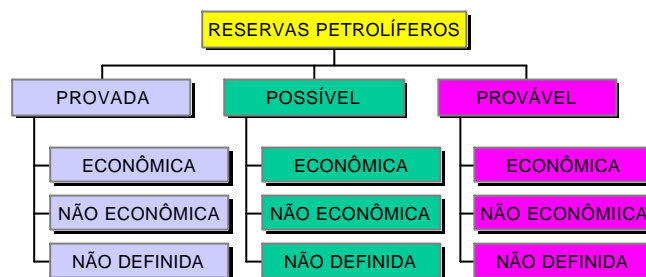 RESERVAS PETROLÍFEROS
PROVADA
POSSÍVEL
PROVÁVEL
ECONÔMICA
ECONÔMICA
ECONÔMICA
NÃO ECONÔMICA
NÃO ECONÔMICA
NÃO ECONÔMIICA
NÃO DEFINIDA
NÃO DEFINIDA
NÃO DEFINIDA